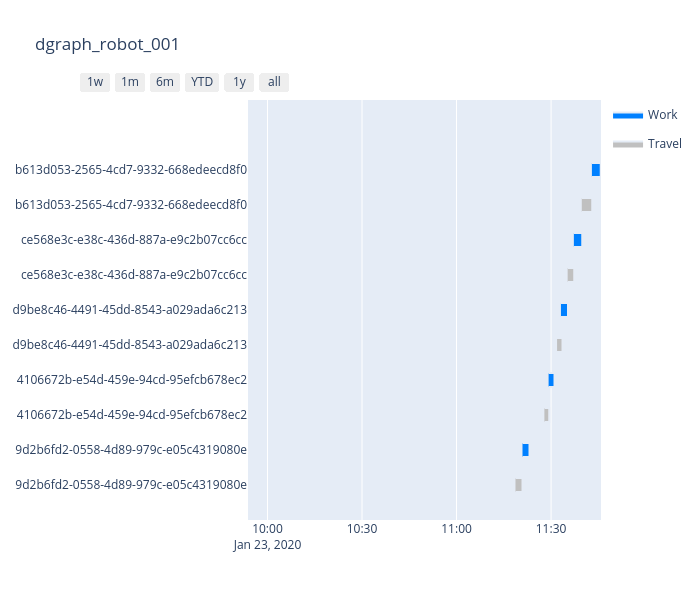 dgraph_robot_001
1w 1m 6m YTD 1y all
Work
Travel
b613d053-2565-4cd7-9332-668edeecd8f0
b613d053-2565-4cd7-9332-668edeecd8f0
ce568e3c-e38c-436d-887a-e9c2b07cc6cc
ce568e3c-e38c-436d-887a-e9c2b07cc6cc
d9be8c46-4491-45dd-8543-a029ada6c213
d9be8c46-4491-45dd-8543-a029ada6c213
4106672b-e54d-459e-94cd-95efcb678ec2
4106672b-e54d-459e-94cd-95efcb678ec2
9d2b6fd2-0558-4d89-979c-e05c4319080e
9d2b6fd2-0558-4d89-979c-e05c4319080e
10:00 10:30 11:00 11:30
Jan 23, 2020